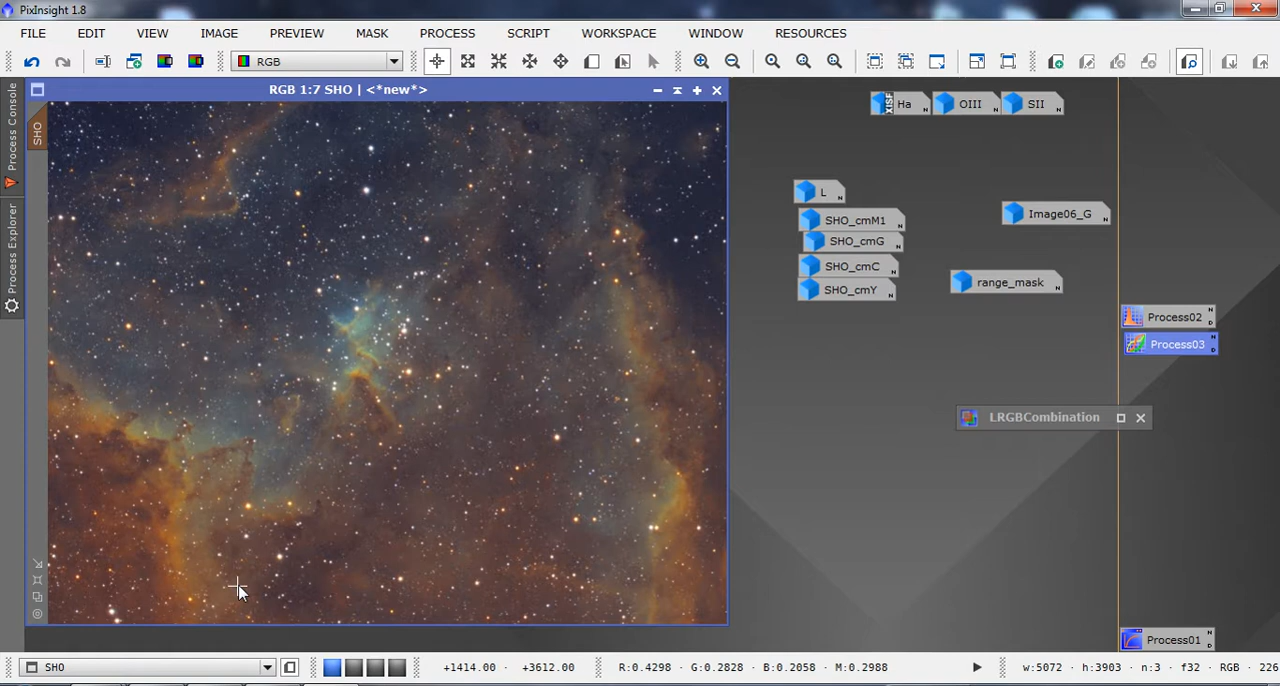 PixInsight 1.8
FILE EDIT VIEW IMAGE PREVIEW MASK PROCESS SCRIPT WORKSPACE WINDOW RESOURCES
RGB
RGB 1:7 SHO | <*new*>
Process Console
Process Explorer
SHO
XISF Ha N OIII N SII N
L N
SHO_cmM1 N
Image06_G N
SHO_cmG N
SHO_cmC N
range_mask N
SHO_cmY N
Process02 N D
Process03 N D
LRGBCombination
Process01 N
SHO
+1414.00 · +3612.00
R:0.4298 · G:0.2828 · B:0.2050 · M:0.2988
w:5072 · h:3903 · n:3 · f32 · RGB · 226